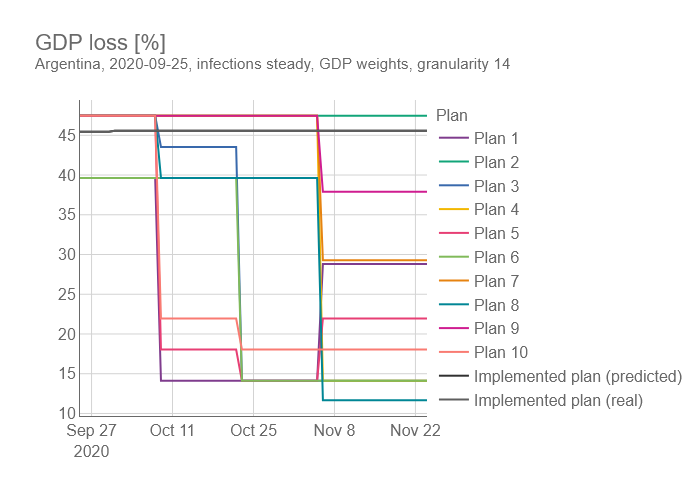 GDP loss [%]
Argentina, 2020-09-25, infections steady, GDP weights, granularity 14
Plan
45
40
35
30
25
20
15
10
Sep 27
2020
Oct 11
Oct 25
Nov 8
Nov 22
Plan 1
Plan 2
Plan 3
Plan 4
Plan 5
Plan 6
Plan 7
Plan 8
Plan 9
Plan 10
Implemented plan (predicted)
Implemented plan (real)